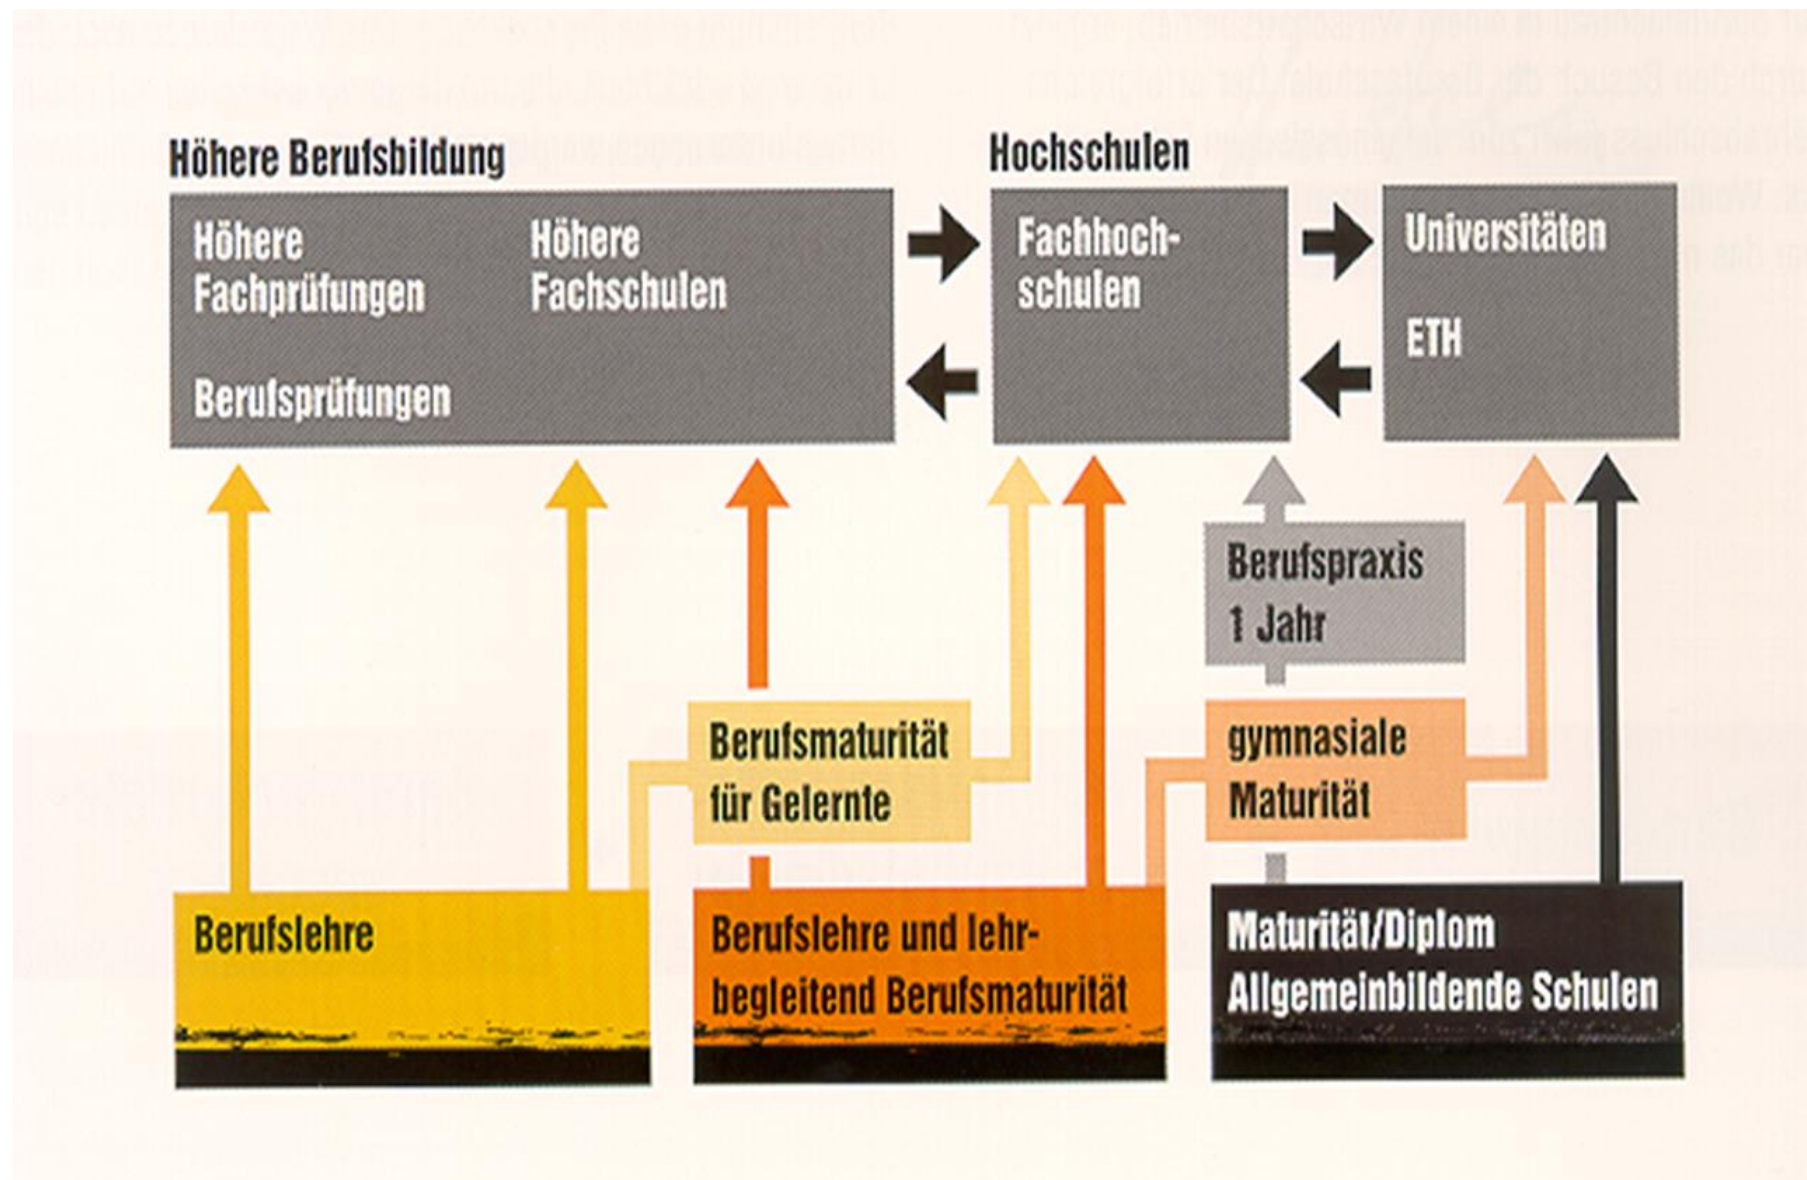 Höhere Berufsbildung
Hochschulen
Höhere
Fachprüfungen
Berufsprüfungen
Höhere
Fachschulen
Fachhoch-
schulen
Universitäten
ETH
Berufspraxis
1 Jahr
Berufsmaturität
für Gelernte
gymnasiale
Maturität
Berufslehre
Berufslehre und lehr-
begleitend Berufsmaturität
Maturität/Diplom
Allgemeinbildende Schulen